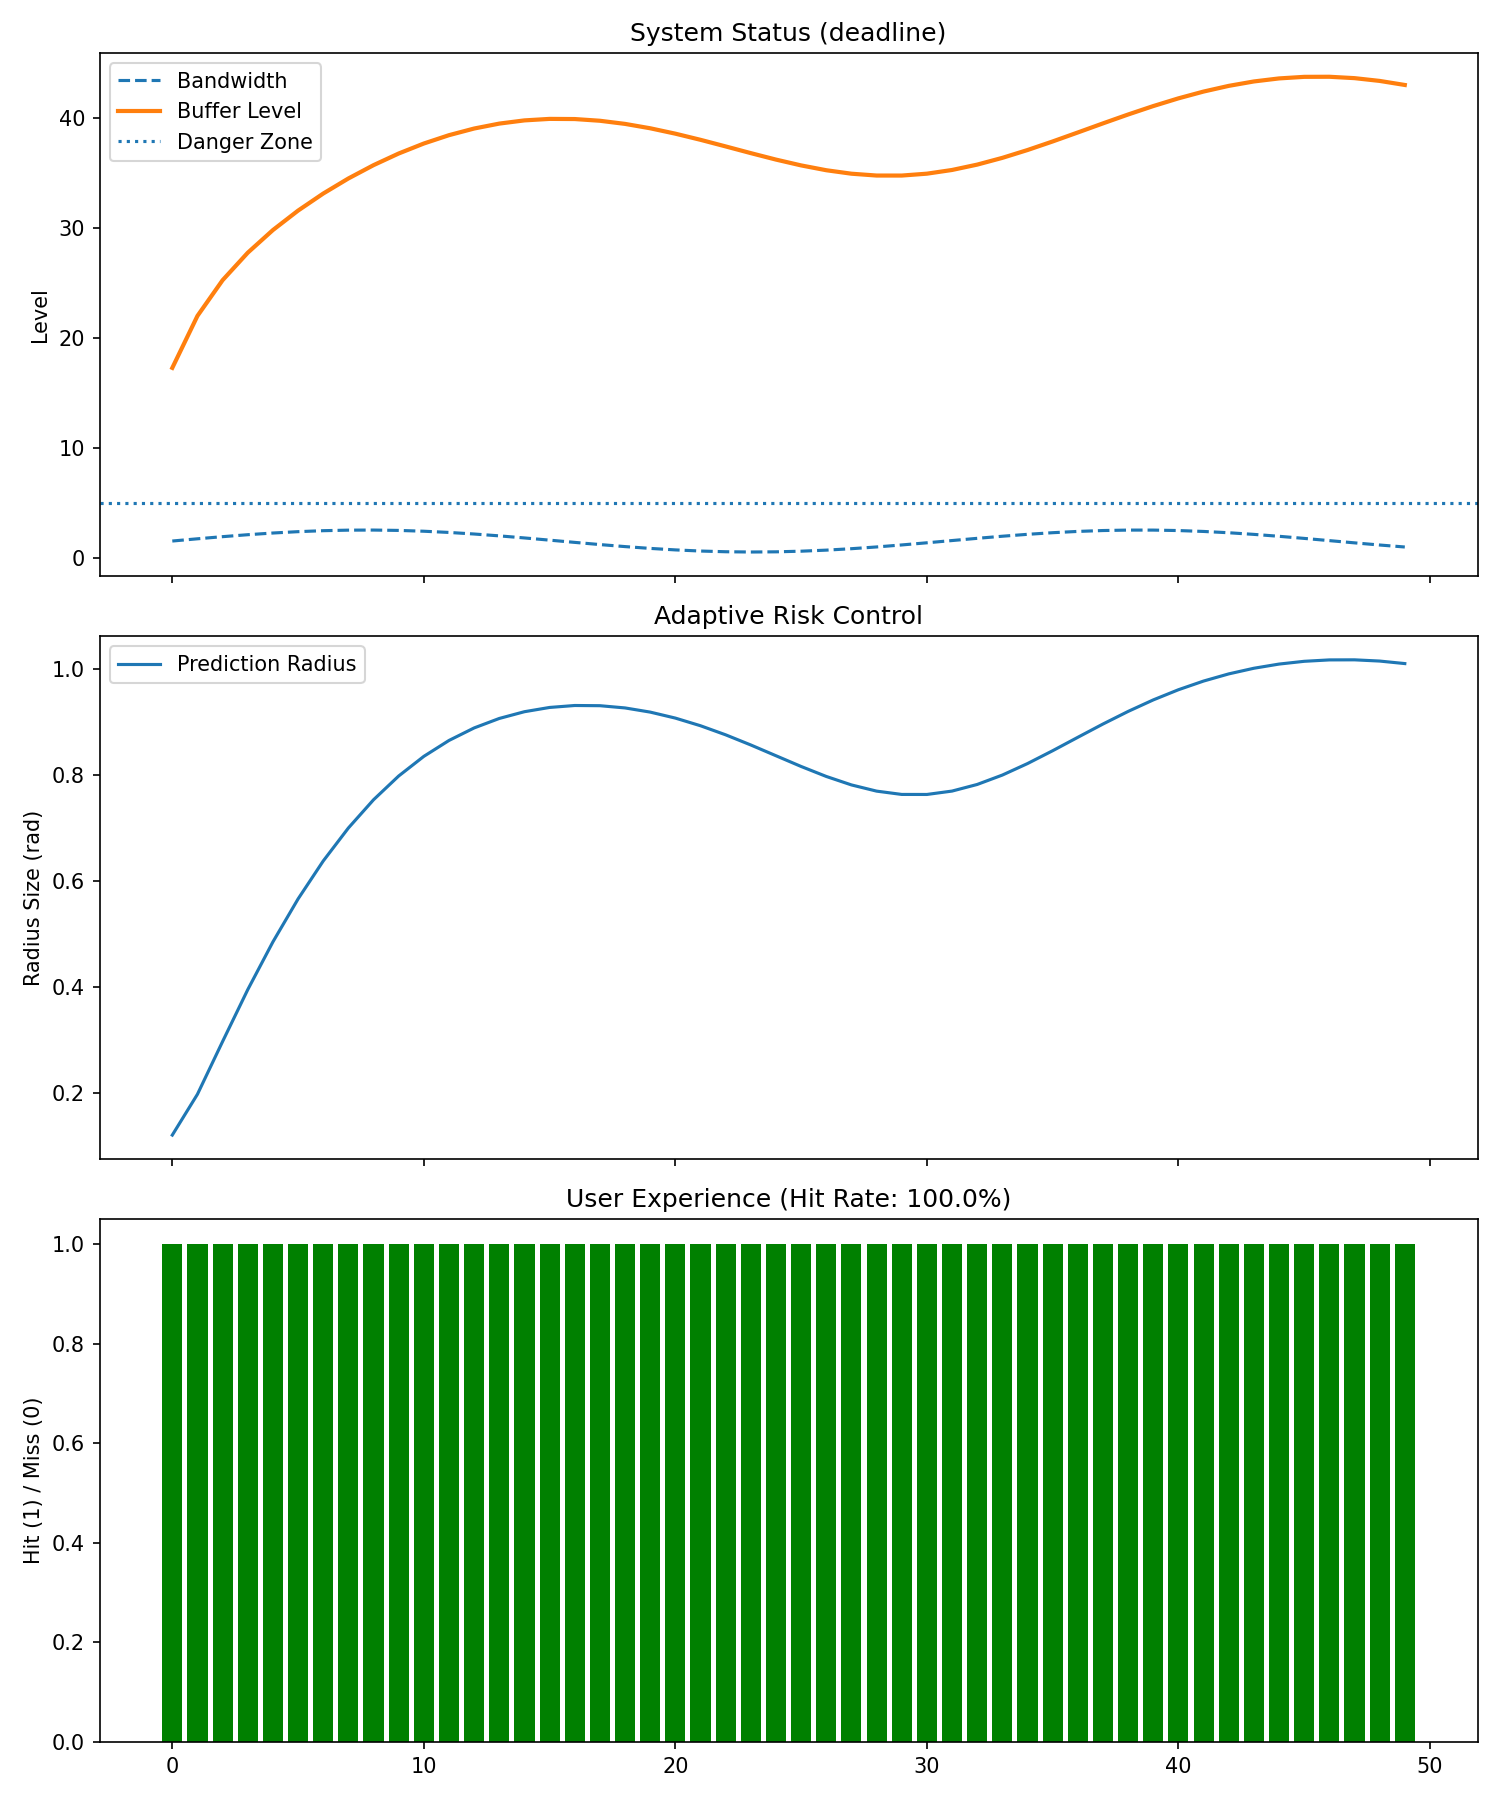 System Status (deadline)
Bandwidth
Buffer Level
Danger Zone
Level
40
30
20
10
0
Adaptive Risk Control
Prediction Radius
Radius Size (rad)
1.0
0.8
0.6
0.4
0.2
User Experience (Hit Rate: 100.0%)
Hit (1) / Miss (0)
1.0
0.8
0.6
0.4
0.2
0.0
0 10 20 30 40 50